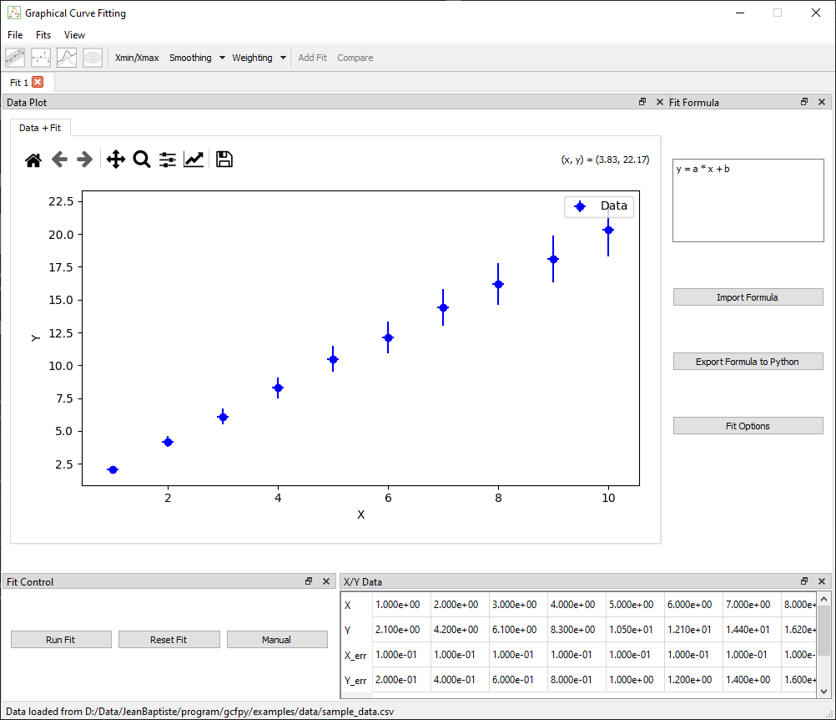 Graphical Curve Fitting
File Fits View
Xmin/Xmax Smoothing Weighting Add Fit Compare
Fit 1
Data Plot
Fit Formula
Data + Fit
(x, y) = (3.83, 22.17)
y = a * x + b
Data
22.5
20.0
17.5
15.0
12.5
10.0
7.5
5.0
2.5
Y
2 4 6 8 10
X
Import Formula
Export Formula to Python
Fit Options
Fit Control
Run Fit Reset Fit Manual
X/Y Data
X 1.000e+00 2.000e+00 3.000e+00 4.000e+00 5.000e+00 6.000e+00 7.000e+00 8.000e+
Y 2.100e+00 4.200e+00 6.100e+00 8.300e+00 1.050e+01 1.210e+01 1.440e+01 1.620e+
X_err 1.000e-01 1.000e-01 1.000e-01 1.000e-01 1.000e-01 1.000e-01 1.000e-01 1.000e-
Y_err 2.000e-01 4.000e-01 6.000e-01 8.000e-01 1.000e+00 1.200e+00 1.400e+00 1.600e+
Data loaded from D:/Data/JeanBaptiste/program/gcfpy/examples/data/sample_data.csv